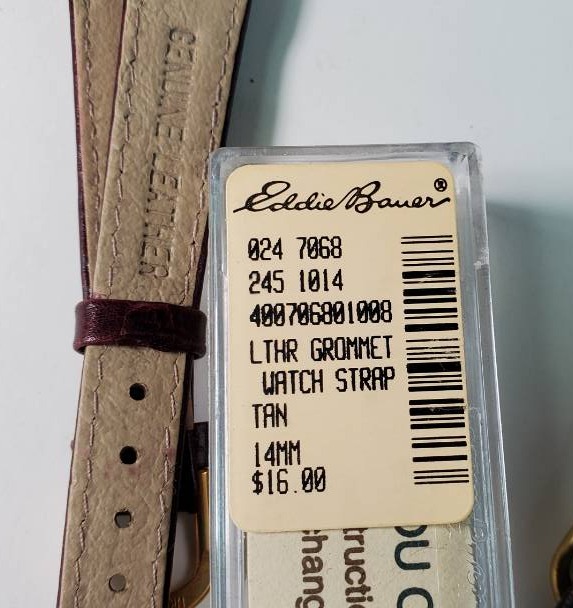 GENUINE LEATHER
Eddie Bauer®
024 7068
245 1014
400706801008
LTHR GROMMET
WATCH STRAP
TAN
14MM
$16.00